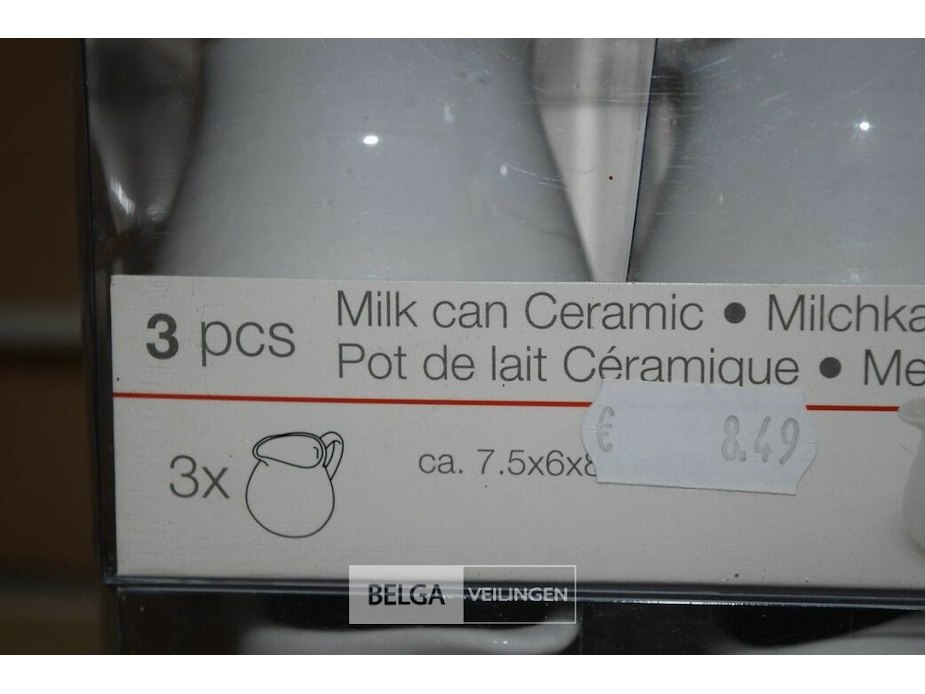 3 pcs
Milk can Ceramic • Milchka
Pot de lait Céramique • Me
3x
ca. 7.5x6x8
€ 8.49
BELGA VEILINGEN